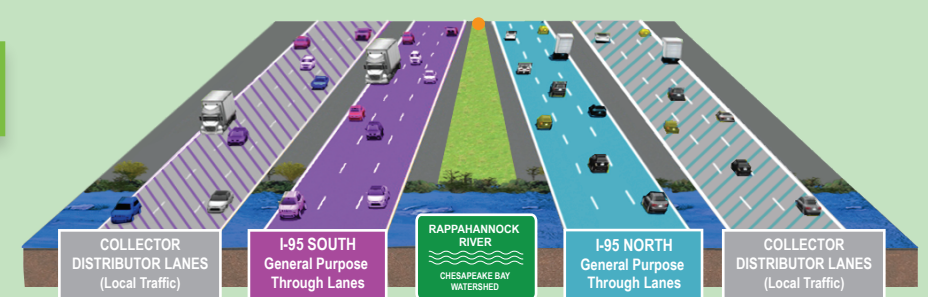 COLLECTOR
DISTRIBUTOR LANES
(Local Traffic)
I-95 SOUTH
General Purpose
Through Lanes
RAPPAHANNOCK
RIVER
CHESAPEAKE BAY
WATERSHED
I-95 NORTH
General Purpose
Through Lanes
COLLECTOR
DISTRIBUTOR LANES
(Local Traffic)